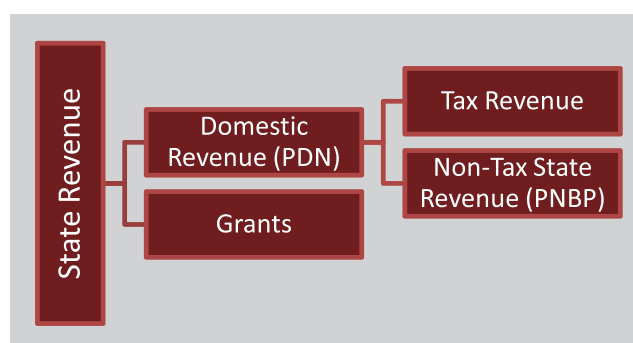 State Revenue
Domestic
Revenue (PDN)
Grants
Tax Revenue
Non-Tax State
Revenue (PNBP)